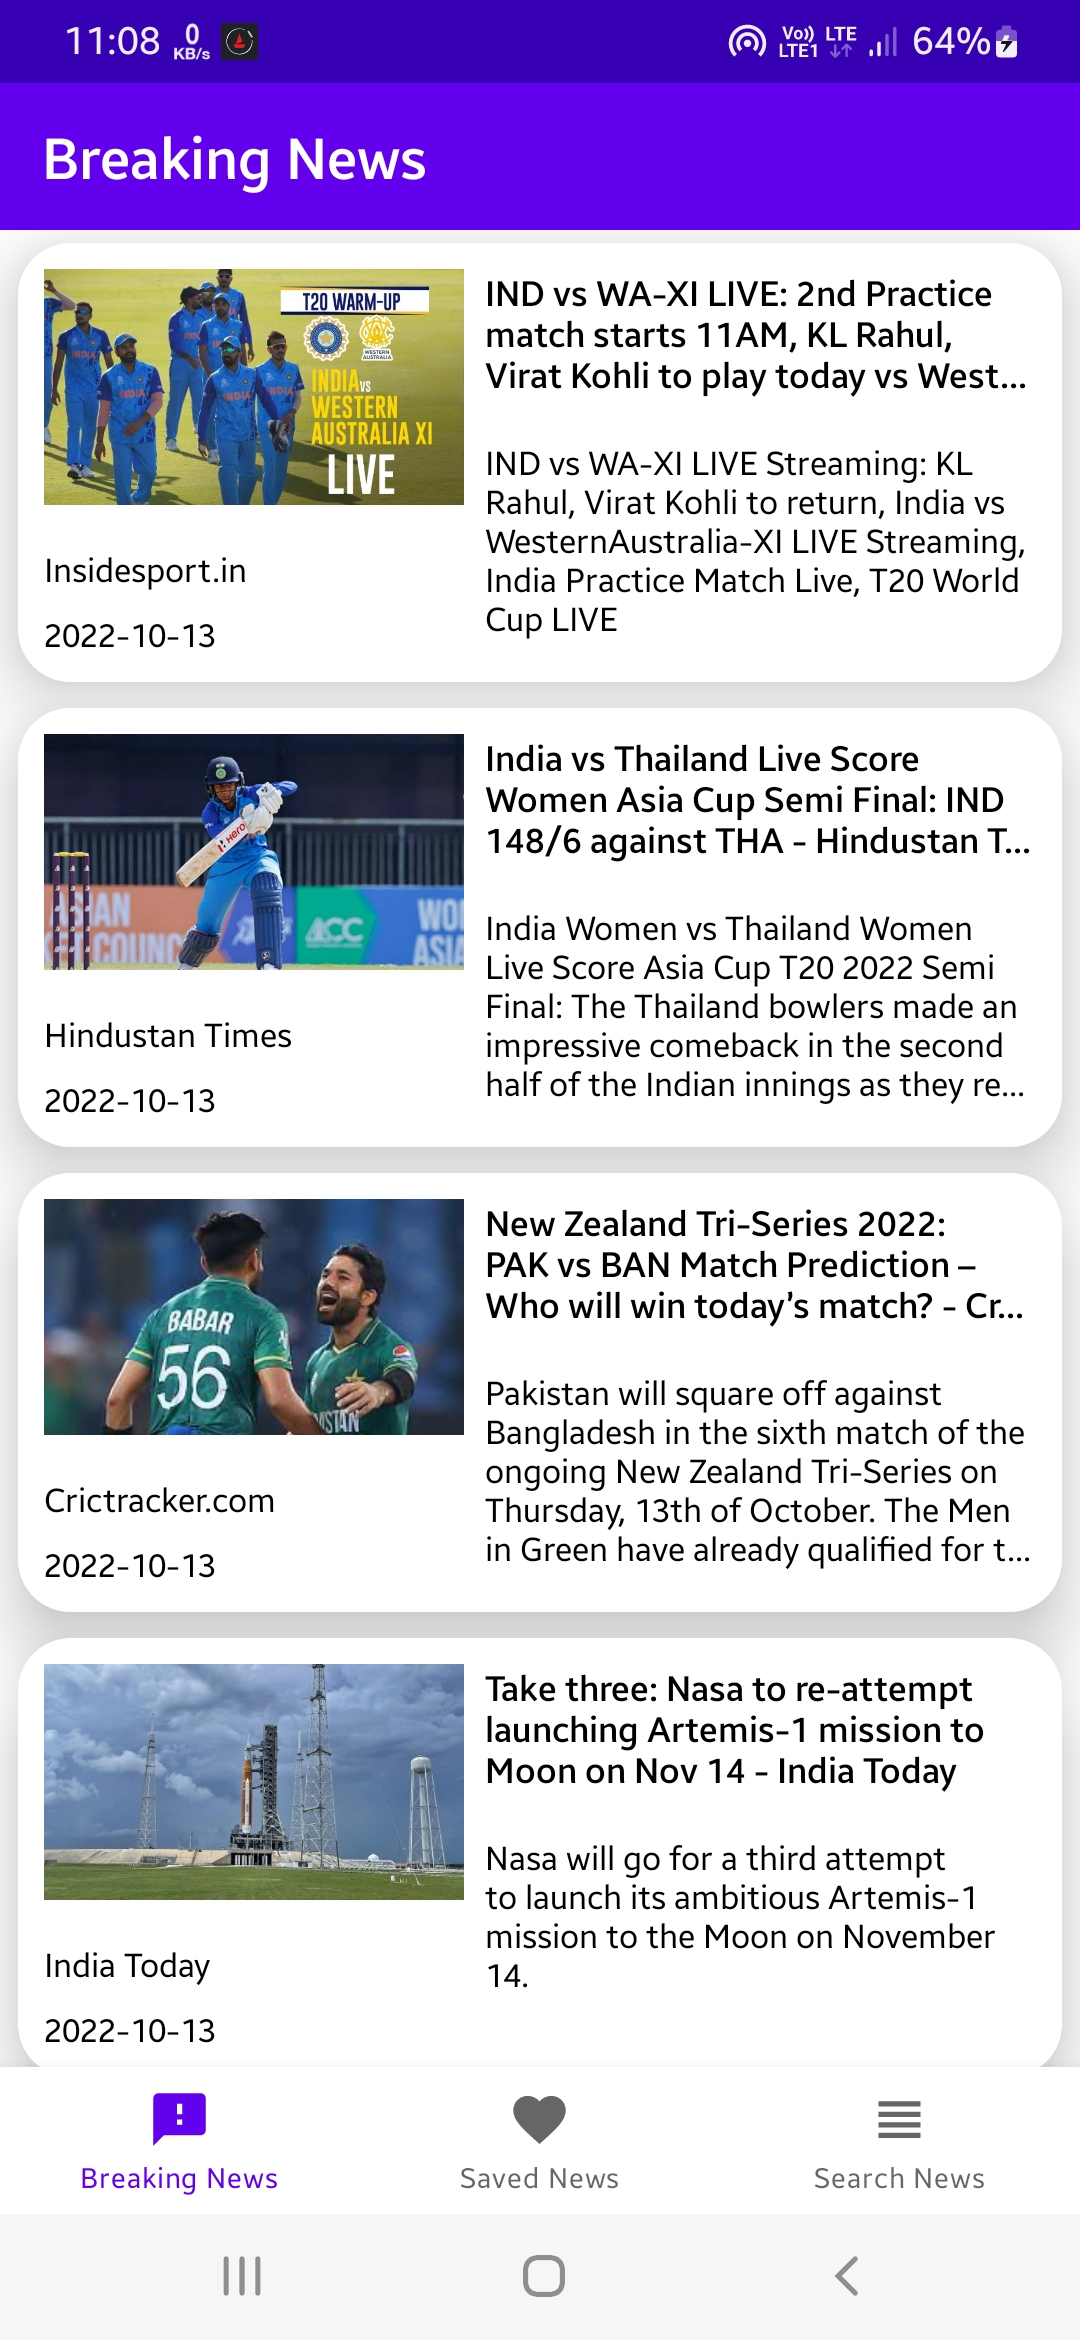 11:08
0
KB/s
Vo))
LTE1
LTE
64%
Breaking News
T20 WARM-UP
WESTERN
AUSTRALIA
INDIA VS
WESTERN
AUSTRALIA XI
LIVE
INDIA
INDIA
INDIA
IND vs WA-XI LIVE: 2nd Practice
match starts 11AM, KL Rahul,
Virat Kohli to play today vs West...
IND vs WA-XI LIVE Streaming: KL
Rahul, Virat Kohli to return, India vs
WesternAustralia-XI LIVE Streaming,
India Practice Match Live, T20 World
Cup LIVE
Insidesport.in
2022-10-13
Hero
ACC
WO
ASIA
India vs Thailand Live Score
Women Asia Cup Semi Final: IND
148/6 against THA - Hindustan T...
India Women vs Thailand Women
Live Score Asia Cup T20 2022 Semi
Final: The Thailand bowlers made an
impressive comeback in the second
half of the Indian innings as they re...
Hindustan Times
2022-10-13
BABAR
56
New Zealand Tri-Series 2022:
PAK vs BAN Match Prediction –
Who will win today’s match? - Cr...
Pakistan will square off against
Bangladesh in the sixth match of the
ongoing New Zealand Tri-Series on
Thursday, 13th of October. The Men
in Green have already qualified for t...
Crictracker.com
2022-10-13
Take three: Nasa to re-attempt
launching Artemis-1 mission to
Moon on Nov 14 - India Today
Nasa will go for a third attempt
to launch its ambitious Artemis-1
mission to the Moon on November
14.
India Today
2022-10-13
Breaking News
Saved News
Search News